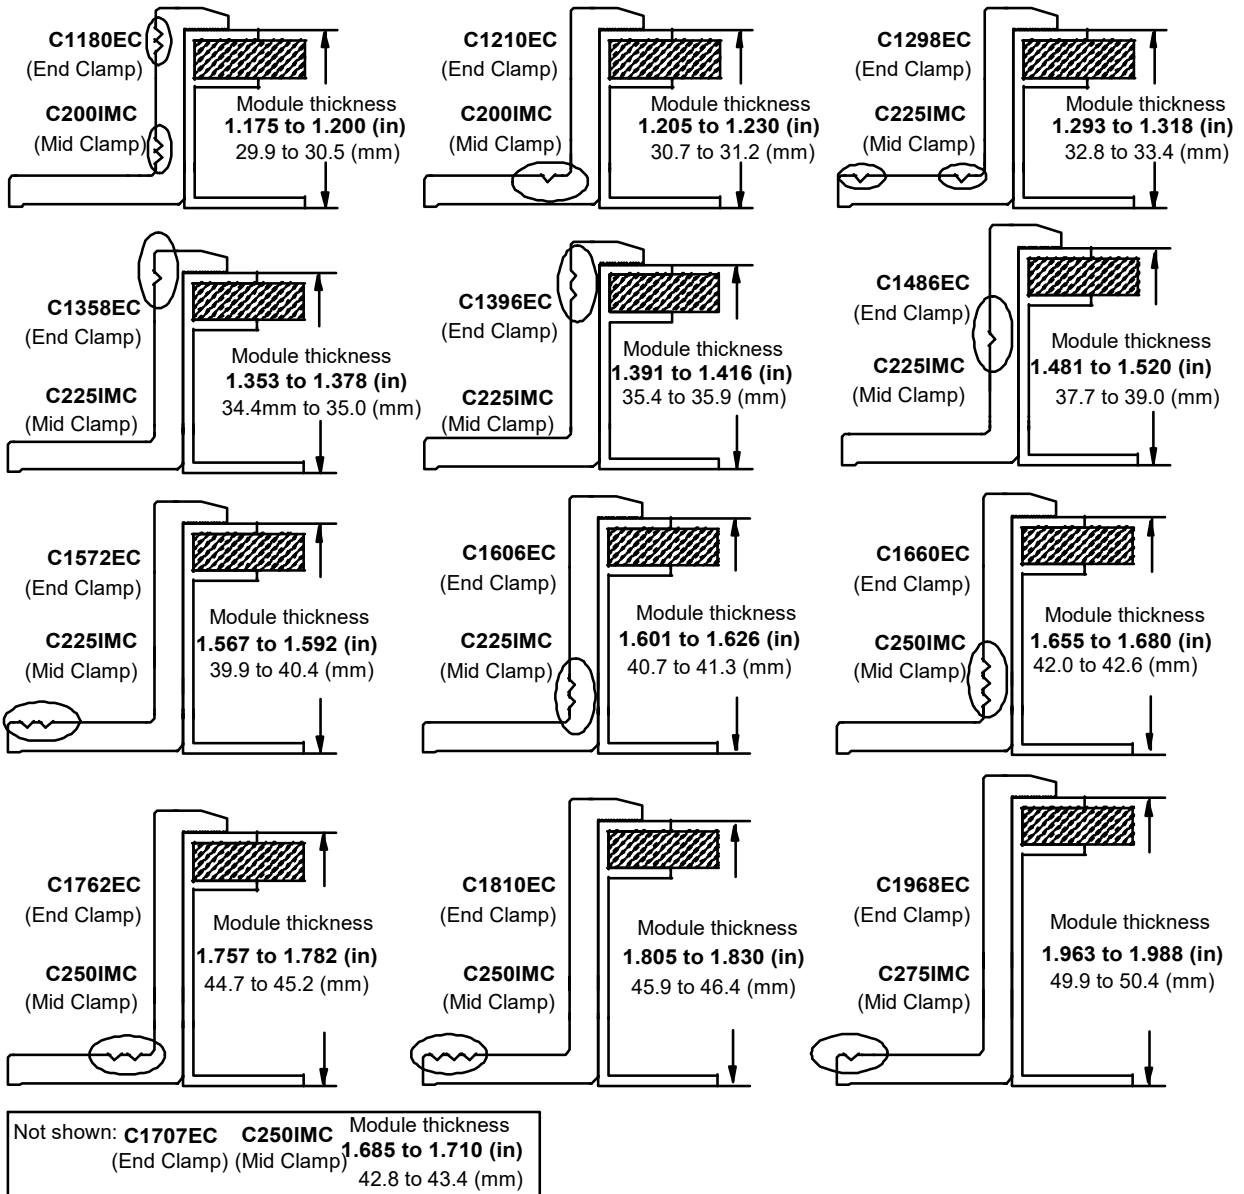 C1180EC
(End Clamp)
C200IMC
(Mid Clamp)
Module thickness
1.175 to 1.200 (in)
29.9 to 30.5 (mm)
C1210EC
(End Clamp)
C200IMC
(Mid Clamp)
Module thickness
1.205 to 1.230 (in)
30.7 to 31.2 (mm)
C1298EC
(End Clamp)
C225IMC
(Mid Clamp)
Module thickness
1.293 to 1.318 (in)
32.8 to 33.4 (mm)
C1358EC
(End Clamp)
C225IMC
(Mid Clamp)
Module thickness
1.353 to 1.378 (in)
34.4mm to 35.0 (mm)
C1396EC
(End Clamp)
C225IMC
(Mid Clamp)
Module thickness
1.391 to 1.416 (in)
35.4 to 35.9 (mm)
C1486EC
(End Clamp)
C225IMC
(Mid Clamp)
Module thickness
1.481 to 1.520 (in)
37.7 to 39.0 (mm)
C1572EC
(End Clamp)
C225IMC
(Mid Clamp)
Module thickness
1.567 to 1.592 (in)
39.9 to 40.4 (mm)
C1606EC
(End Clamp)
C225IMC
(Mid Clamp)
Module thickness
1.601 to 1.626 (in)
40.7 to 41.3 (mm)
C1660EC
(End Clamp)
C250IMC
(Mid Clamp)
Module thickness
1.655 to 1.680 (in)
42.0 to 42.6 (mm)
C1762EC
(End Clamp)
C250IMC
(Mid Clamp)
Module thickness
1.757 to 1.782 (in)
44.7 to 45.2 (mm)
C1810EC
(End Clamp)
C250IMC
(Mid Clamp)
Module thickness
1.805 to 1.830 (in)
45.9 to 46.4 (mm)
C1968EC
(End Clamp)
C275IMC
(Mid Clamp)
Module thickness
1.963 to 1.988 (in)
49.9 to 50.4 (mm)
Not shown: C1707EC C250IMC Module thickness
(End Clamp) (Mid Clamp) 1.685 to 1.710 (in)
42.8 to 43.4 (mm)